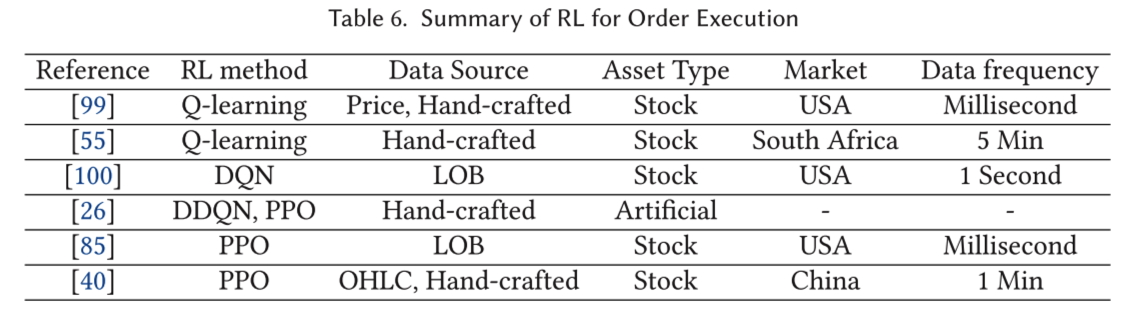 Table 6. Summary of RL for Order Execution
Reference RL method Data Source Asset Type Market Data frequency
[99] Q-learning Price, Hand-crafted Stock USA Millisecond
[55] Q-learning Hand-crafted Stock South Africa 5 Min
[100] DQN LOB Stock USA 1 Second
[26] DDQN, PPO Hand-crafted Artificial - -
[85] PPO LOB Stock USA Millisecond
[40] PPO OHLC, Hand-crafted Stock China 1 Min